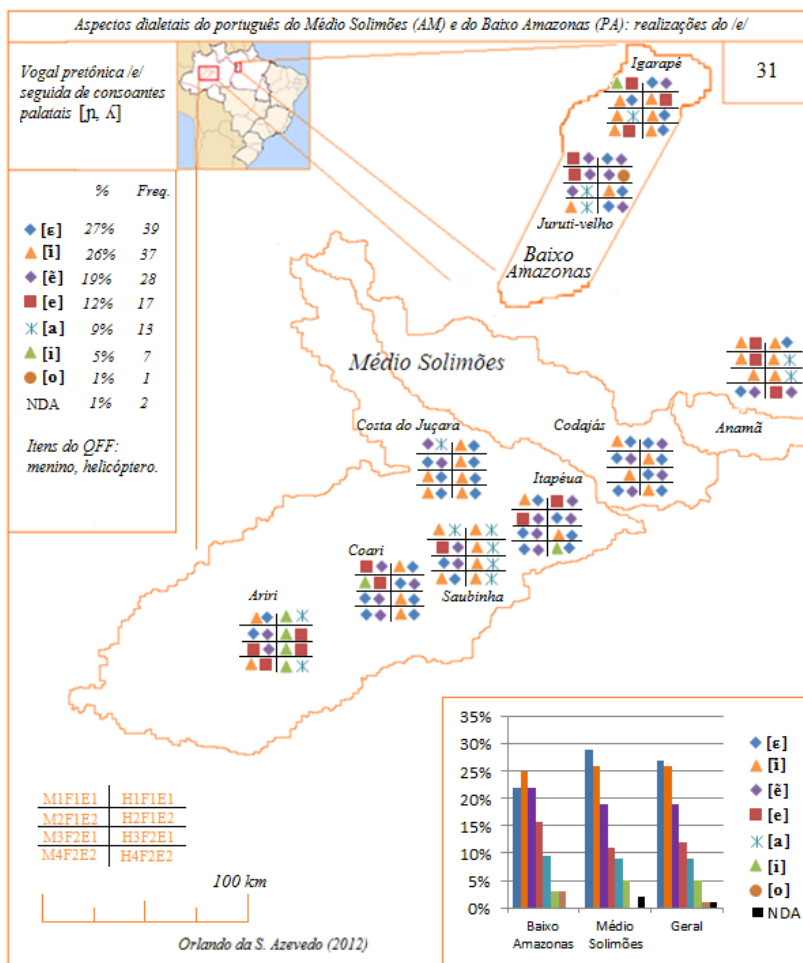 Aspectos dialetais do português do Médio Solimões (AM) e do Baixo Amazonas (PA): realizações do /e/
Vogal pretônica /e/
seguida de consoantes
palatais [ɲ, ʎ]
31
% Freq.
[ɛ] 27% 39
[ĩ] 26% 37
[ẽ] 19% 28
[e] 12% 17
[a] 9% 13
[i] 5% 7
[o] 1% 1
NDA 1% 2
Itens do QFF:
menino, helicóptero.
Igarapé
Juruti-velho
Baixo
Amazonas
Médio Solimões
Costa do Juçara
Codajás
Anamã
Itapéua
Coari
Saubinha
Ariri
M1F1E1 H1F1E1
M2F1E2 H2F1E2
M3F2E1 H3F2E1
M4F2E2 H4F2E2
100 km
Orlando da S. Azevedo (2012)
35%
30%
25%
20%
15%
10%
5%
0%
Baixo
Amazonas
Médio
Solimões
Geral
[ɛ]
[ĩ]
[ẽ]
[e]
[a]
[i]
[o]
NDA